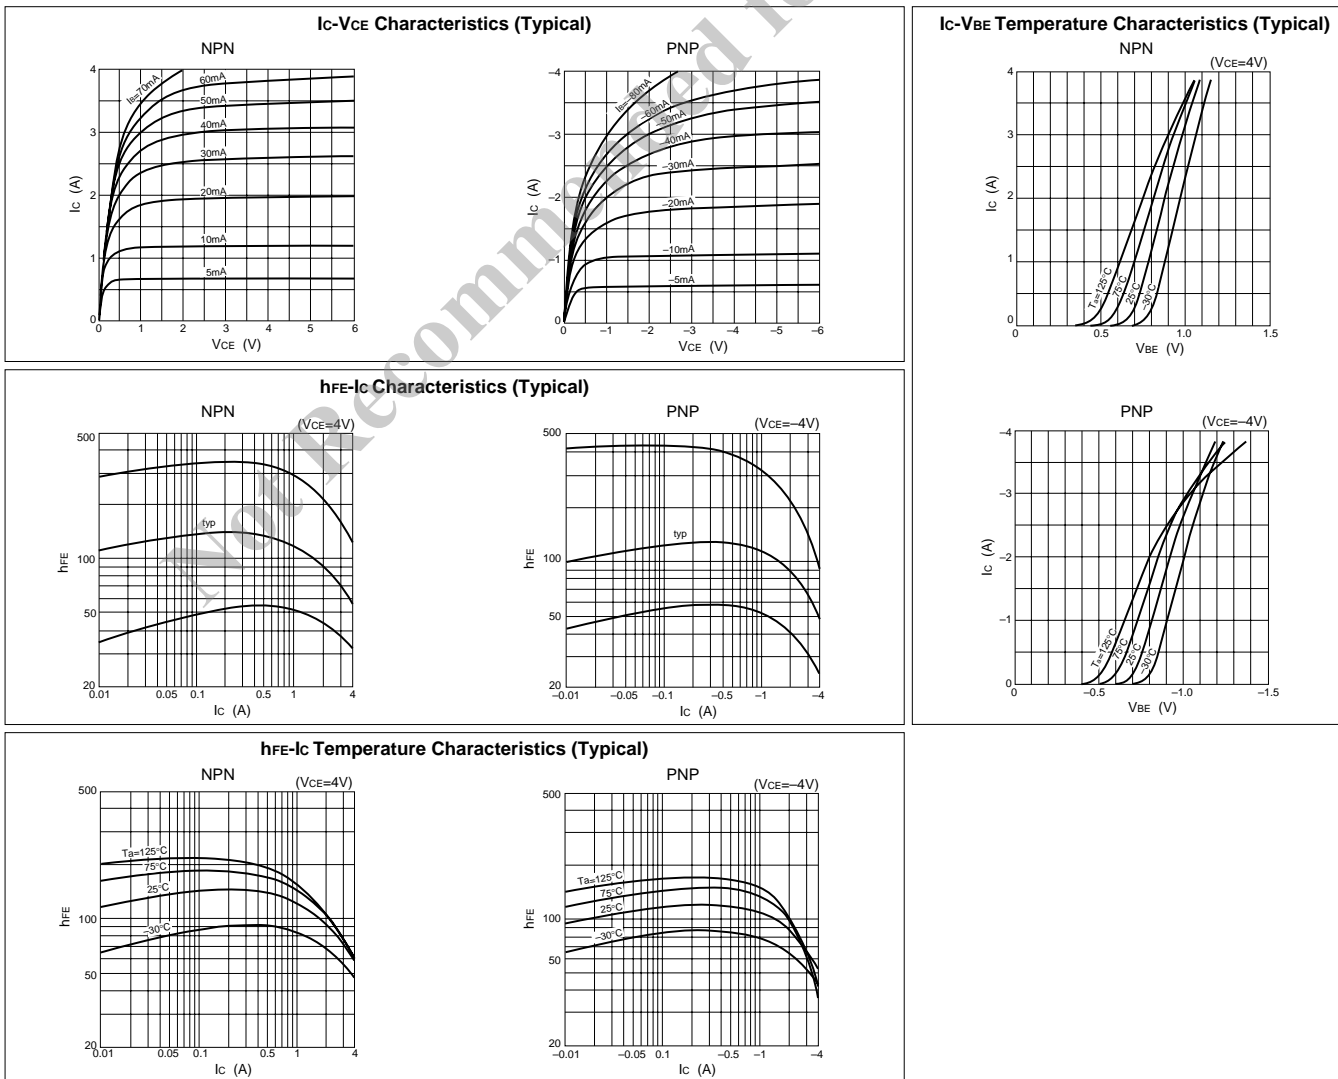 Ic-VCE Characteristics (Typical)
NPN
IC (A)
4
3
2
1
0
IB=70mA
60mA
50mA
40mA
30mA
20mA
10mA
5mA
0 1 2 3 4 5 6
VCE (V)
PNP
IC (A)
–4
–3
–2
–1
0
IB=–80mA
–60mA
–50mA
–40mA
–30mA
–20mA
–10mA
–5mA
0 –1 –2 –3 –4 –5 –6
VCE (V)
hFE-IC Characteristics (Typical)
NPN
(VCE=4V)
hFE
500
100
50
20
typ
0.01 0.05 0.1 0.5 1 4
IC (A)
PNP
(VCE=–4V)
hFE
500
100
50
20
typ
–0.01 –0.05 –0.1 –0.5 –1 –4
IC (A)
hFE-IC Temperature Characteristics (Typical)
NPN
(VCE=4V)
hFE
500
100
50
20
Ta=125°C
75°C
25°C
–30°C
0.01 0.05 0.1 0.5 1 4
IC (A)
PNP
(VCE=–4V)
hFE
500
100
50
20
Ta=125°C
75°C
25°C
–30°C
–0.01 –0.05 –0.1 –0.5 –1 –4
IC (A)
IC-VBE Temperature Characteristics (Typical)
NPN
(VCE=4V)
IC (A)
4
3
2
1
0
Ta=125°C
75°C
25°C
–30°C
0 0.5 1.0 1.5
VBE (V)
PNP
(VCE=–4V)
IC (A)
–4
–3
–2
–1
0
Ta=125°C
75°C
25°C
–30°C
0 –0.5 –1.0 –1.5
VBE (V)
Not Recommended